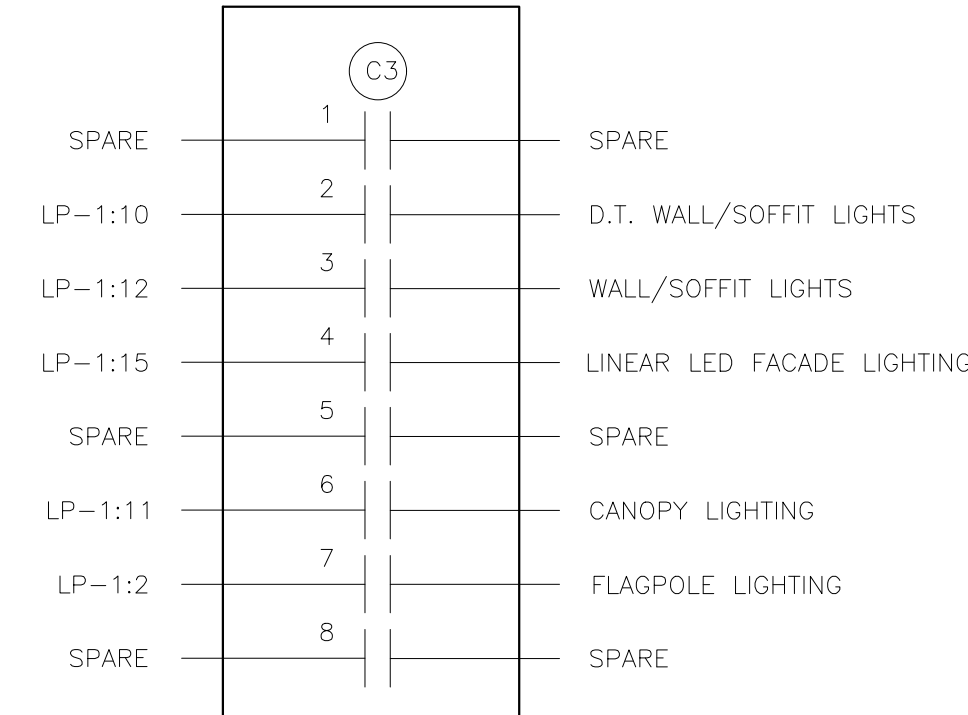 C3
SPARE 1 SPARE
LP-1:10 2 D.T. WALL/SOFFIT LIGHTS
LP-1:12 3 WALL/SOFFIT LIGHTS
LP-1:15 4 LINEAR LED FACADE LIGHTING
SPARE 5 SPARE
LP-1:11 6 CANOPY LIGHTING
LP-1:2 7 FLAGPOLE LIGHTING
SPARE 8 SPARE